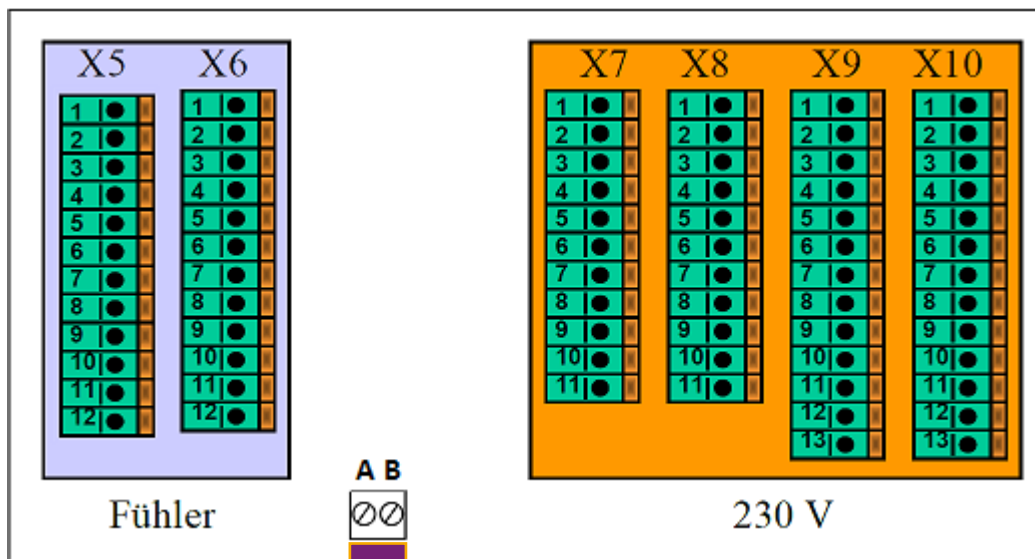 X5 X6 X7 X8 X9 X10
1 1 1 1 1 1
2 2 2 2 2 2
3 3 3 3 3 3
4 4 4 4 4 4
5 5 5 5 5 5
6 6 6 6 6 6
7 7 7 7 7 7
8 8 8 8 8 8
9 9 9 9 9 9
10 10 10 10 10 10
11 11 11 11 11 11
12 12 12 12
13 13
A B
Fühler 230 V